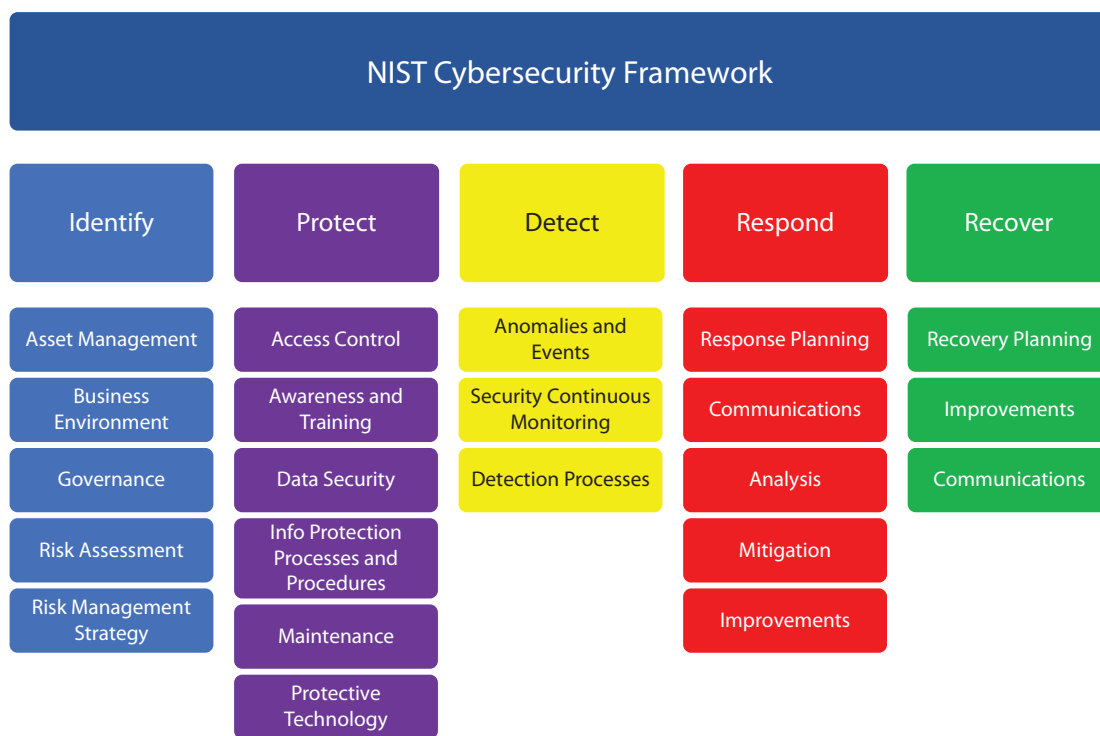 NIST Cybersecurity Framework
Identify
Protect
Detect
Respond
Recover
Asset Management
Business
Environment
Governance
Risk Assessment
Risk Management
Strategy
Access Control
Awareness and
Training
Data Security
Info Protection
Processes and
Procedures
Maintenance
Protective
Technology
Anomalies and
Events
Security Continuous
Monitoring
Detection Processes
Response Planning
Communications
Analysis
Mitigation
Improvements
Recovery Planning
Improvements
Communications